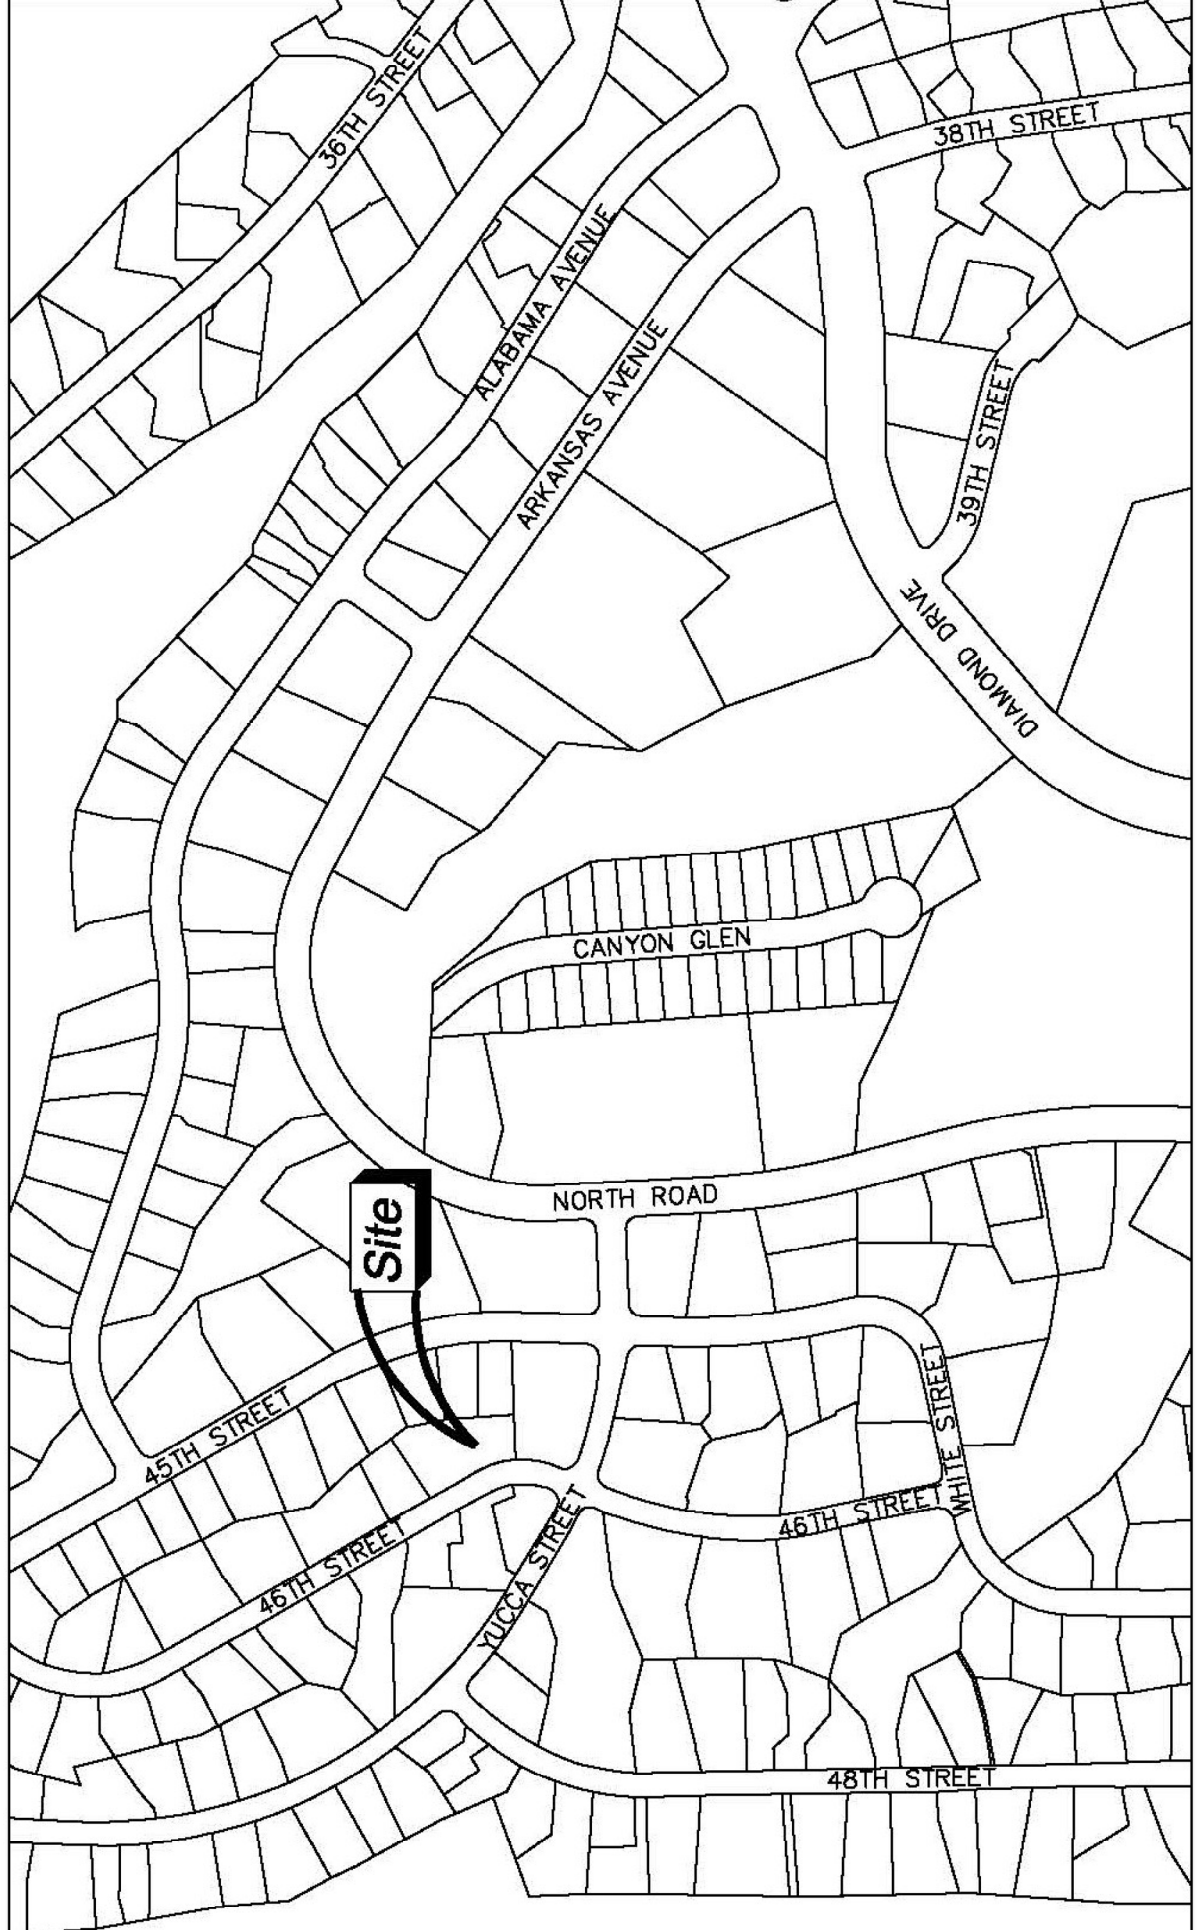 36TH STREET
38TH STREET
ALABAMA AVENUE
ARKANSAS AVENUE
39TH STREET
DIAMOND DRIVE
CANYON GLEN
NORTH ROAD
Site
45TH STREET
WHITE STREET
46TH STREET
46TH STREET
YUCCA STREET
48TH STREET